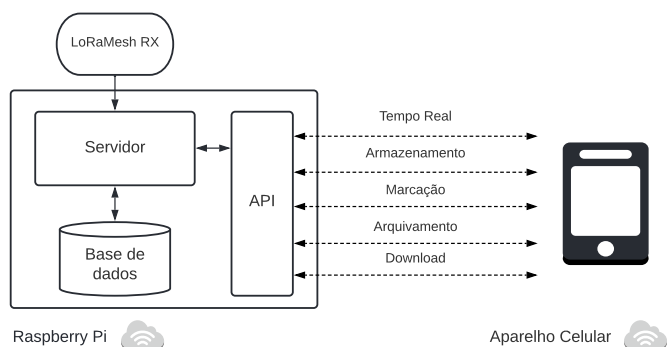 LoRaMesh RX
Servidor
API
Base de
dados
Tempo Real
Armazenamento
Marcação
Arquivamento
Download
Raspberry Pi
Aparelho Celular